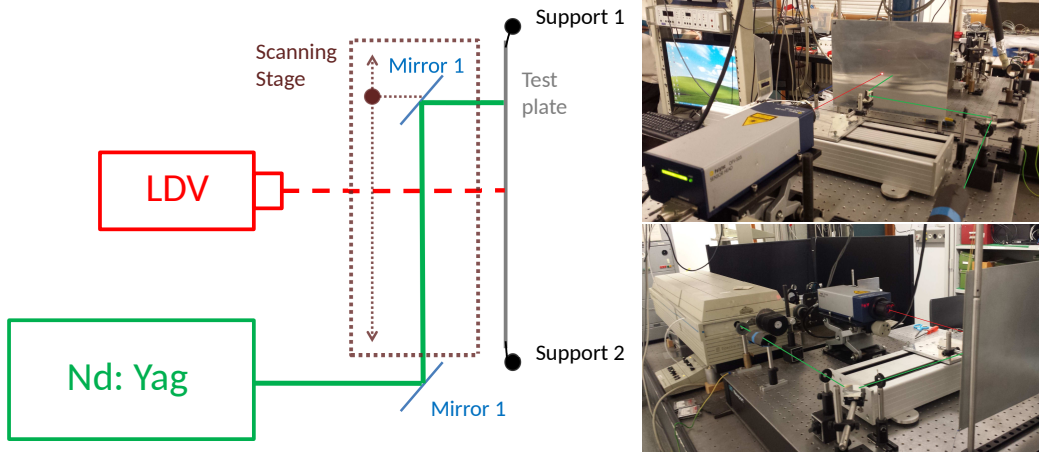 Support 1
Scanning
Stage
Mirror 1
Test
plate
LDV
Support 2
Nd: Yag
Mirror 1